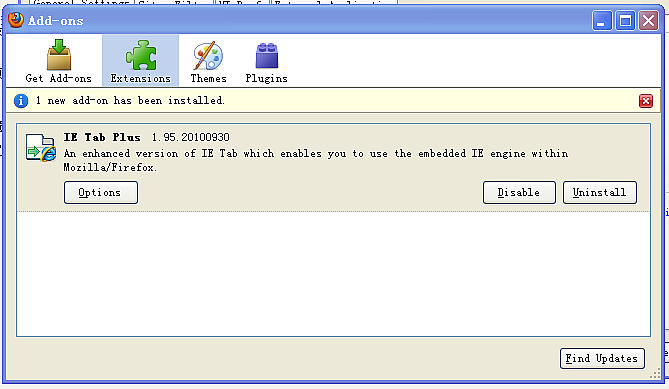 General Settings
Add-ons
Get Add-ons Extensions Themes Plugins
1 new add-on has been installed.
IE Tab Plus 1.95.20100930
An enhanced version of IE Tab which enables you to use the embedded IE engine within
Mozilla/Firefox.
Options Disable Uninstall
Find Updates